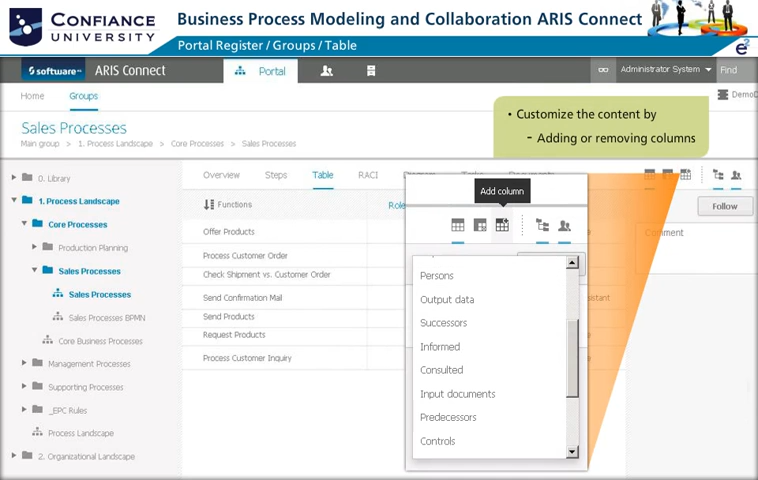 CONFIANCE
UNIVERSITY
Business Process Modeling and Collaboration ARIS Connect
Portal Register / Groups / Table
e²
software AG
ARIS Connect
Portal
Administrator System
Find
Home
Groups
DemoD
Sales Processes
Main group > 1. Process Landscape > Core Processes > Sales Processes
• Customize the content by
- Adding or removing columns
0. Library
1. Process Landscape
Core Processes
Production Planning
Sales Processes
Sales Processes
Sales Processes BPMN
Core Business Processes
Management Processes
Supporting Processes
_EPC Rules
Process Landscape
2. Organizational Landscape
Overview
Steps
Table
RACI
Functions
Role
Offer Products
Process Customer Order
Check Shipment vs. Customer Order
Send Confirmation Mail
Send Products
Request Products
Process Customer Inquiry
Add column
Persons
Output data
Successors
Informed
Consulted
Input documents
Predecessors
Controls
istant
Follow
Comment